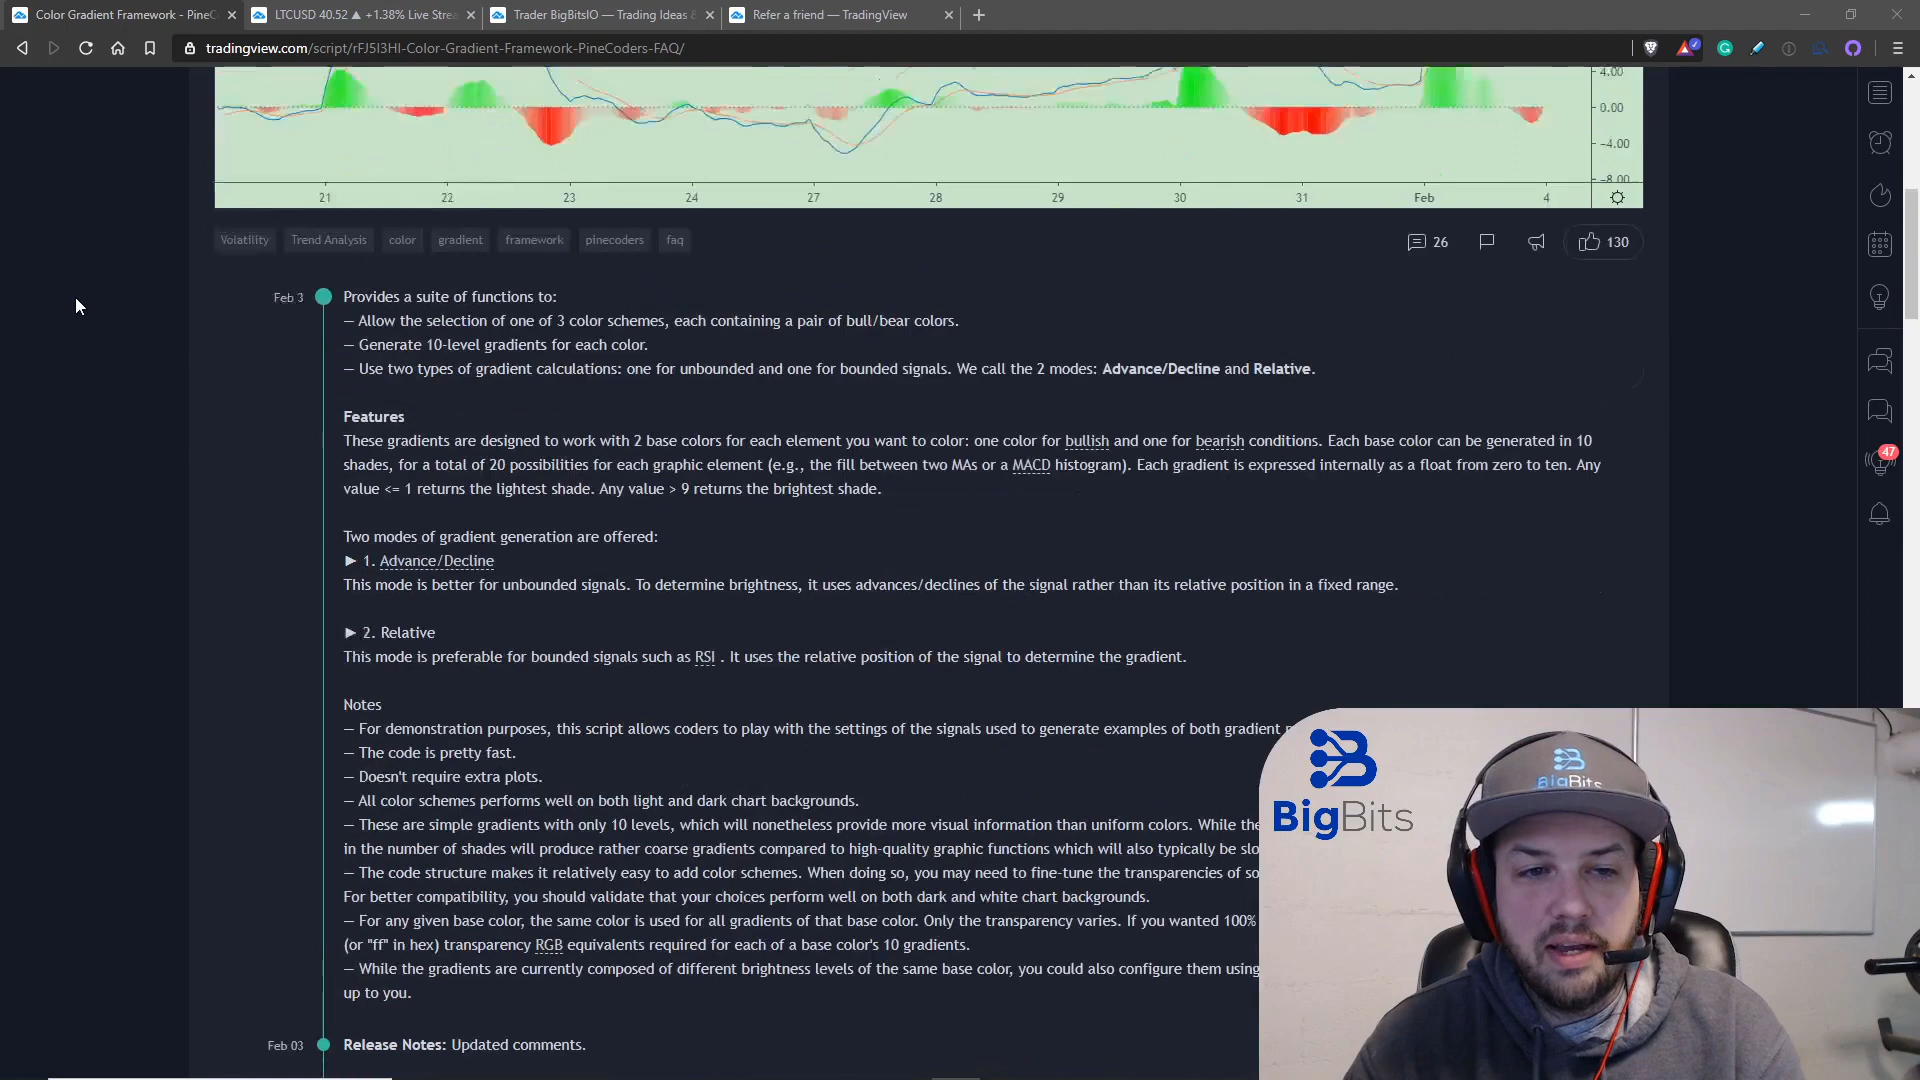 Color Gradient Framework - PineC
LTCUSD 40.52 ▲ +1.38% Live Strea
Trader BigBitsIO — Trading Ideas &
Refer a friend — TradingView
tradingview.com/script/rFJ5I3Hl-Color-Gradient-Framework-PineCoders-FAQ/
4.00
0.00
-4.00
-8.00
21 22 23 24 27 28 29 30 31 Feb 4
Volatility Trend Analysis color gradient framework pinecoders faq
26 130
47
Feb 3 Provides a suite of functions to:
— Allow the selection of one of 3 color schemes, each containing a pair of bull/bear colors.
— Generate 10-level gradients for each color.
— Use two types of gradient calculations: one for unbounded and one for bounded signals. We call the 2 modes: Advance/Decline and Relative.
Features
These gradients are designed to work with 2 base colors for each element you want to color: one color for bullish and one for bearish conditions. Each base color can be generated in 10
shades, for a total of 20 possibilities for each graphic element (e.g., the fill between two MAs or a MACD histogram). Each gradient is expressed internally as a float from zero to ten. Any
value <= 1 returns the lightest shade. Any value > 9 returns the brightest shade.
Two modes of gradient generation are offered:
► 1. Advance/Decline
This mode is better for unbounded signals. To determine brightness, it uses advances/declines of the signal rather than its relative position in a fixed range.
► 2. Relative
This mode is preferable for bounded signals such as RSI . It uses the relative position of the signal to determine the gradient.
Notes
— For demonstration purposes, this script allows coders to play with the settings of the signals used to generate examples of both gradient
— The code is pretty fast.
— Doesn't require extra plots.
— All color schemes performs well on both light and dark chart backgrounds.
— These are simple gradients with only 10 levels, which will nonetheless provide more visual information than uniform colors. While the
in the number of shades will produce rather coarse gradients compared to high-quality graphic functions which will also typically be slo
— The code structure makes it relatively easy to add color schemes. When doing so, you may need to fine-tune the transparencies of so
For better compatibility, you should validate that your choices perform well on both dark and white chart backgrounds.
— For any given base color, the same color is used for all gradients of that base color. Only the transparency varies. If you wanted 100%
(or "ff" in hex) transparency RGB equivalents required for each of a base color's 10 gradients.
— While the gradients are currently composed of different brightness levels of the same base color, you could also configure them using
up to you.
Feb 03 Release Notes: Updated comments.
BigBits
BigBits